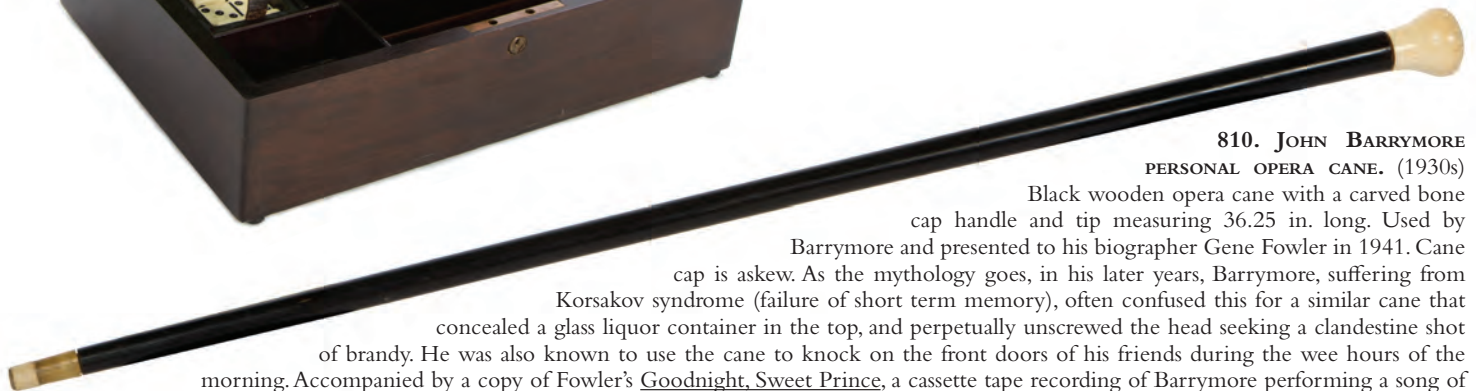 810. John Barrymore
personal opera cane. (1930s)
Black wooden opera cane with a carved bone
cap handle and tip measuring 36.25 in. long. Used by
Barrymore and presented to his biographer Gene Fowler in 1941. Cane
cap is askew. As the mythology goes, in his later years, Barrymore, suffering from
Korsakov syndrome (failure of short term memory), often confused this for a similar cane that
concealed a glass liquor container in the top, and perpetually unscrewed the head seeking a clandestine shot
of brandy. He was also known to use the cane to knock on the front doors of his friends during the wee hours of the
morning. Accompanied by a copy of Fowler's Goodnight, Sweet Prince, a cassette tape recording of Barrymore performing a song of